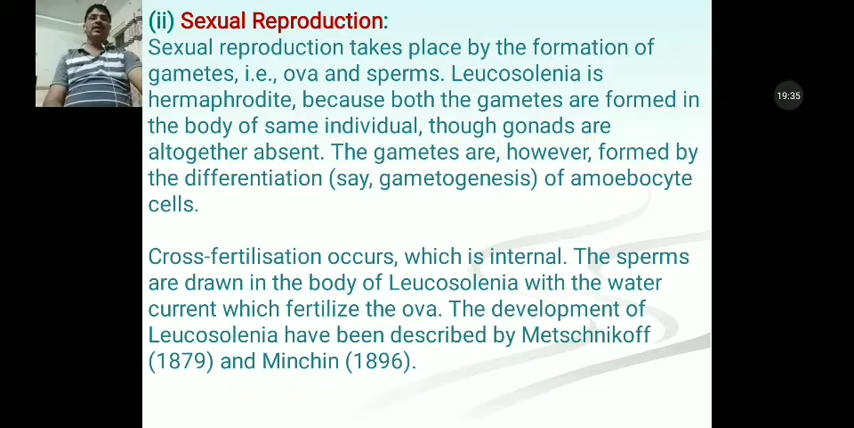 (ii) Sexual Reproduction:
Sexual reproduction takes place by the formation of
gametes, i.e., ova and sperms. Leucosolenia is
hermaphrodite, because both the gametes are formed in
the body of same individual, though gonads are
altogether absent. The gametes are, however, formed by
the differentiation (say, gametogenesis) of amoebocyte
cells.
Cross-fertilisation occurs, which is internal. The sperms
are drawn in the body of Leucosolenia with the water
current which fertilize the ova. The development of
Leucosolenia have been described by Metschnikoff
(1879) and Minchin (1896).
19:35